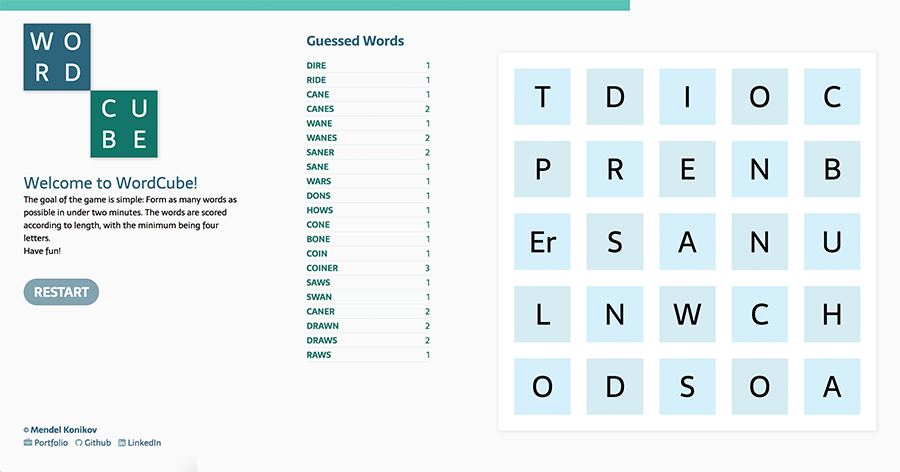 W O
R D
C U
B E
Welcome to WordCube!
The goal of the game is simple: Form as many words as
possible in under two minutes. The words are scored
according to length, with the minimum being four
letters.
Have fun!
RESTART
© Mendel Konikov
Portfolio Github LinkedIn
Guessed Words
DIRE 1
RIDE 1
CANE 1
CANES 2
WANE 1
WANES 2
SANER 2
SANE 1
WARS 1
DONS 1
HOWS 1
CONE 1
BONE 1
COIN 1
COINER 3
SAWS 1
SWAN 1
CANER 2
DRAWN 2
DRAWS 2
RAWS 1
T D I O C
P R E N B
Er S A N U
L N W C H
O D S O A